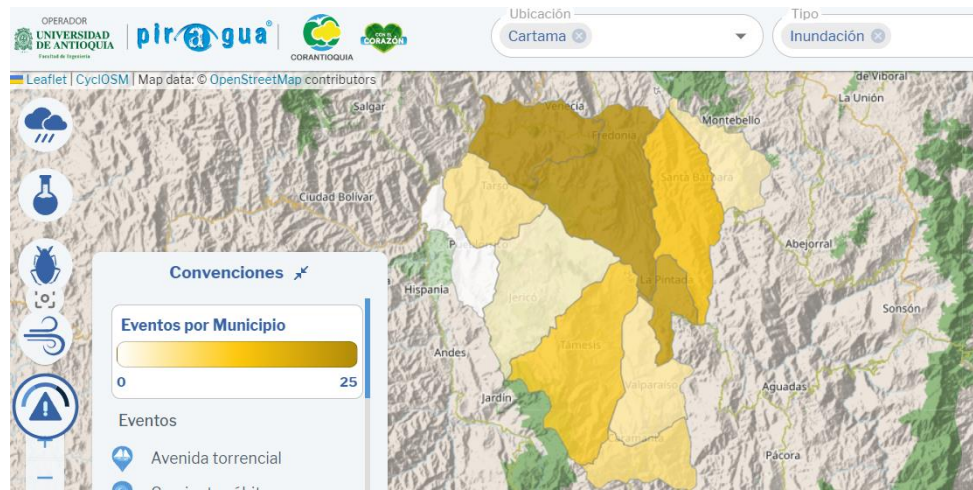 OPERADOR
UNIVERSIDAD
DE ANTIOQUIA
Facultad de Ingeniería
piragua
CORANTIOQUIA
CON EL
CORAZÓN
Ubicación
Cartama
Tipo
Inundación
Leaflet | CyclOSM | Map data: © OpenStreetMap contributors
de Viboral
La Unión
Salgar
Venecia
Montebello
Fredonia
Santa Bárbara
Tarso
Ciudad Bolívar
Abejorral
Hispania
La Pintada
Jericó
Sonsón
Andes
Támesis
Valparaíso
Aguadas
Jardín
Caramanta
Pácora
Convenciones
Eventos por Municipio
0 25
Eventos
Avenida torrencial